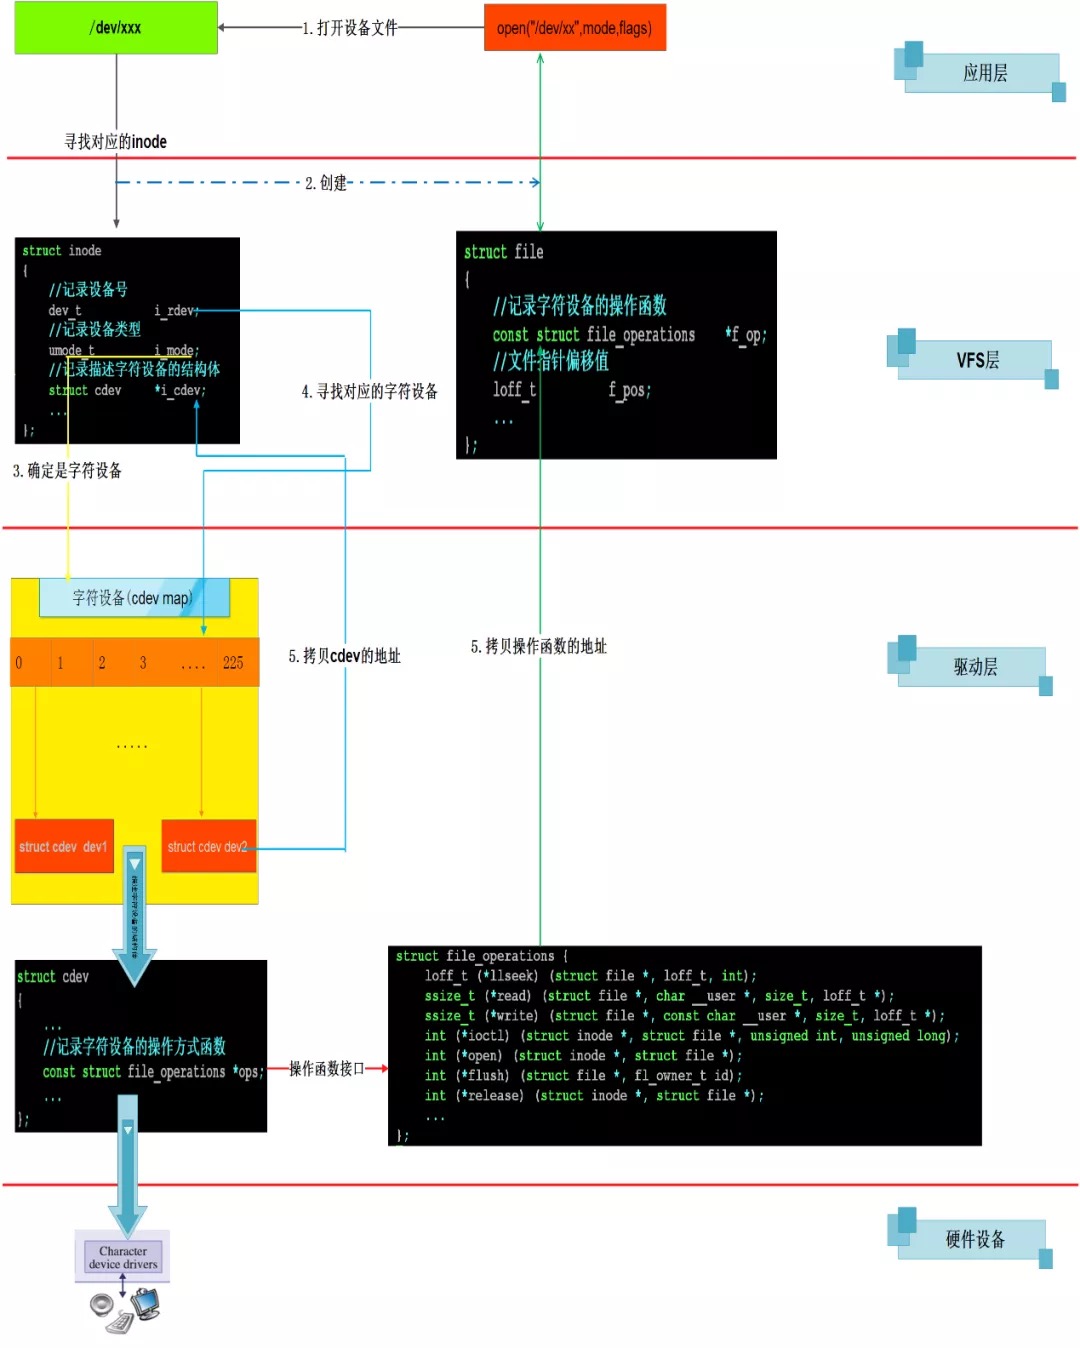 /dev/xxx
1.打开设备文件
open("/dev/xx",mode,flags)
应用层
寻找对应的inode
2.创建
struct inode
{
//记录设备号
dev_t i_rdev;
//记录设备类型
umode_t i_mode;
//记录描述字符设备的结构体
struct cdev *i_cdev;
...
};
struct file
{
//记录字符设备的操作函数
const struct file_operations *f_op;
//文件指针偏移值
loff_t f_pos;
...
};
VFS层
4.寻找对应的字符设备
3.确定是字符设备
字符设备(cdev map)
0 1 2 3 .... 225
.....
struct cdev dev1
struct cdev dev2
5.拷贝cdev的地址
5.拷贝操作函数的地址
驱动层
描述字符设备的结构体
struct cdev
{
...
//记录字符设备的操作方式函数
const struct file_operations *ops;
...
};
操作函数接口
struct file_operations {
loff_t (*llseek) (struct file *, loff_t, int);
ssize_t (*read) (struct file *, char __user *, size_t, loff_t *);
ssize_t (*write) (struct file *, const char __user *, size_t, loff_t *);
int (*ioctl) (struct inode *, struct file *, unsigned int, unsigned long);
int (*open) (struct inode *, struct file *);
int (*flush) (struct file *, fl_owner_t id);
int (*release) (struct inode *, struct file *);
...
};
硬件设备
Character
device drivers